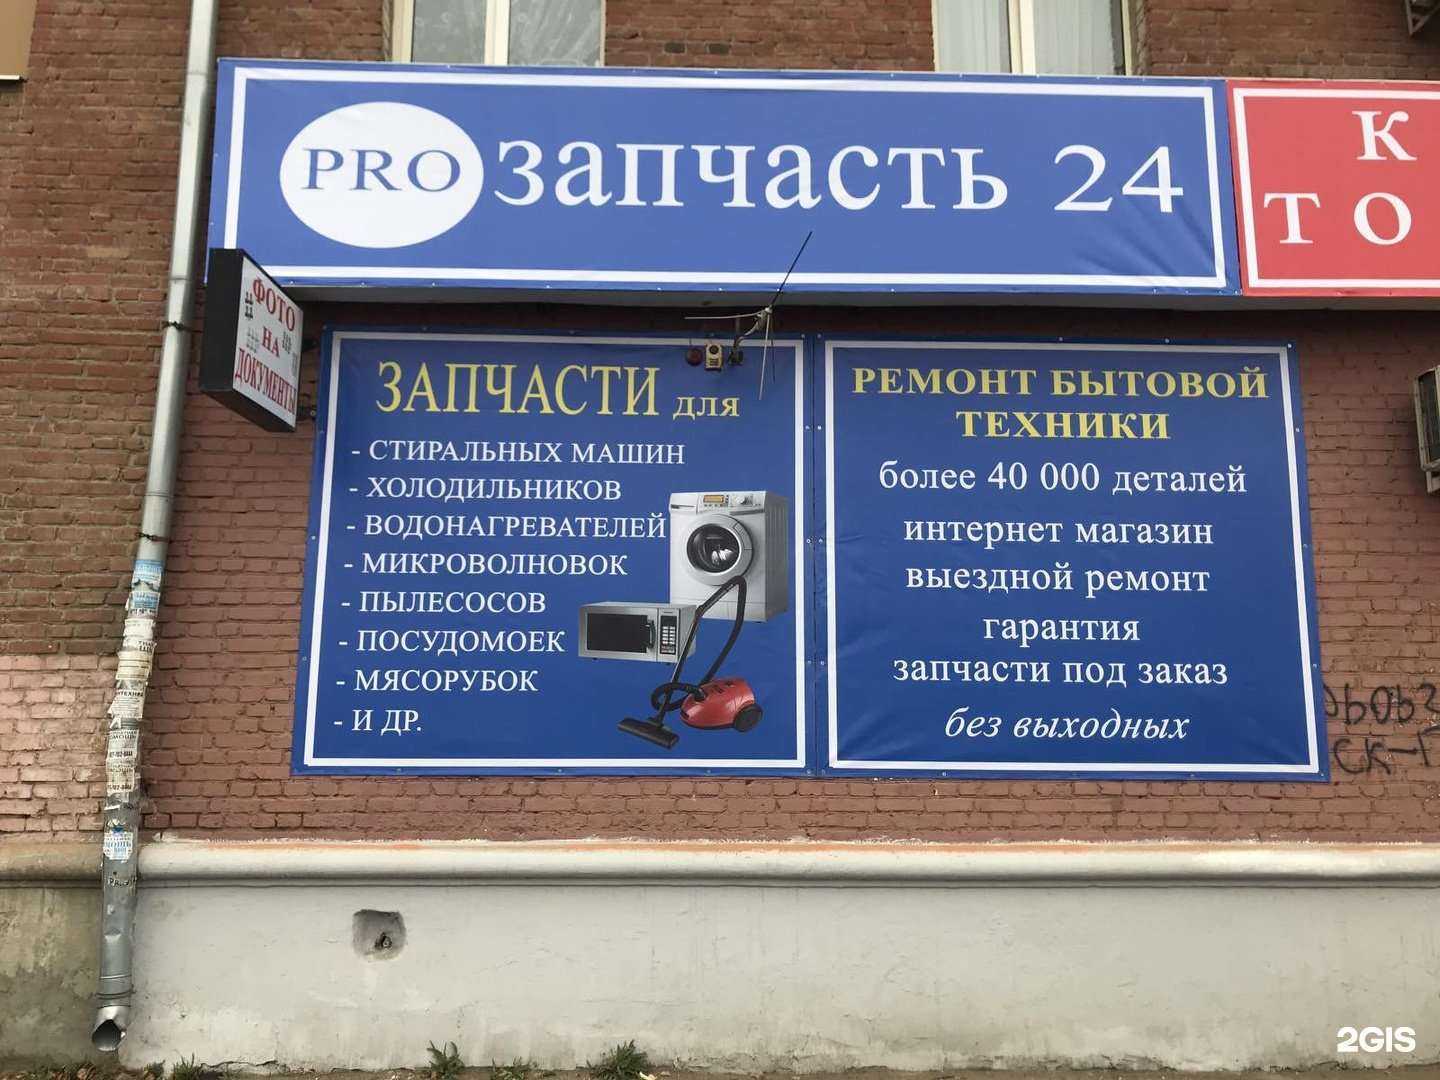 PRO запчасть 24
К
ТО
ФОТО
НА
ДОКУМЕНТЫ
ЗАПЧАСТИ для
- СТИРАЛЬНЫХ МАШИН
- ХОЛОДИЛЬНИКОВ
- ВОДОНАГРЕВАТЕЛЕЙ
- МИКРОВОЛНОВОК
- ПЫЛЕСОСОВ
- ПОСУДОМОЕК
- МЯСОРУБОК
- И ДР.
РЕМОНТ БЫТОВОЙ
ТЕХНИКИ
более 40 000 деталей
интернет магазин
выездной ремонт
гарантия
запчасти под заказ
без выходных
СК-Г
2GIS